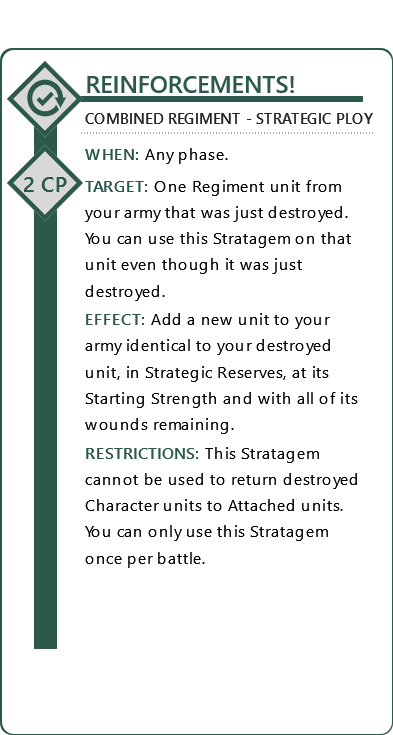 REINFORCEMENTS!
COMBINED REGIMENT - STRATEGIC PLOY
WHEN: Any phase.
2 CP
TARGET: One Regiment unit from
your army that was just destroyed.
You can use this Stratagem on that
unit even though it was just
destroyed.
EFFECT: Add a new unit to your
army identical to your destroyed
unit, in Strategic Reserves, at its
Starting Strength and with all of its
wounds remaining.
RESTRICTIONS: This Stratagem
cannot be used to return destroyed
Character units to Attached units.
You can only use this Stratagem
once per battle.